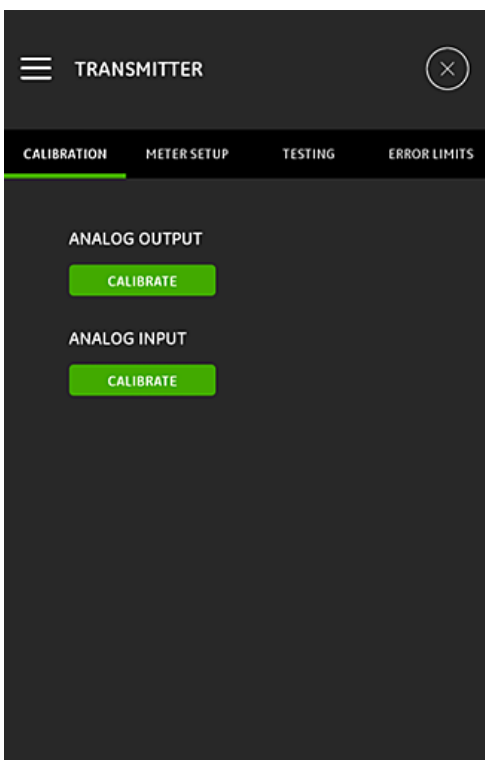 TRANSMITTER
CALIBRATION METER SETUP TESTING ERROR LIMITS
ANALOG OUTPUT
CALIBRATE
ANALOG INPUT
CALIBRATE